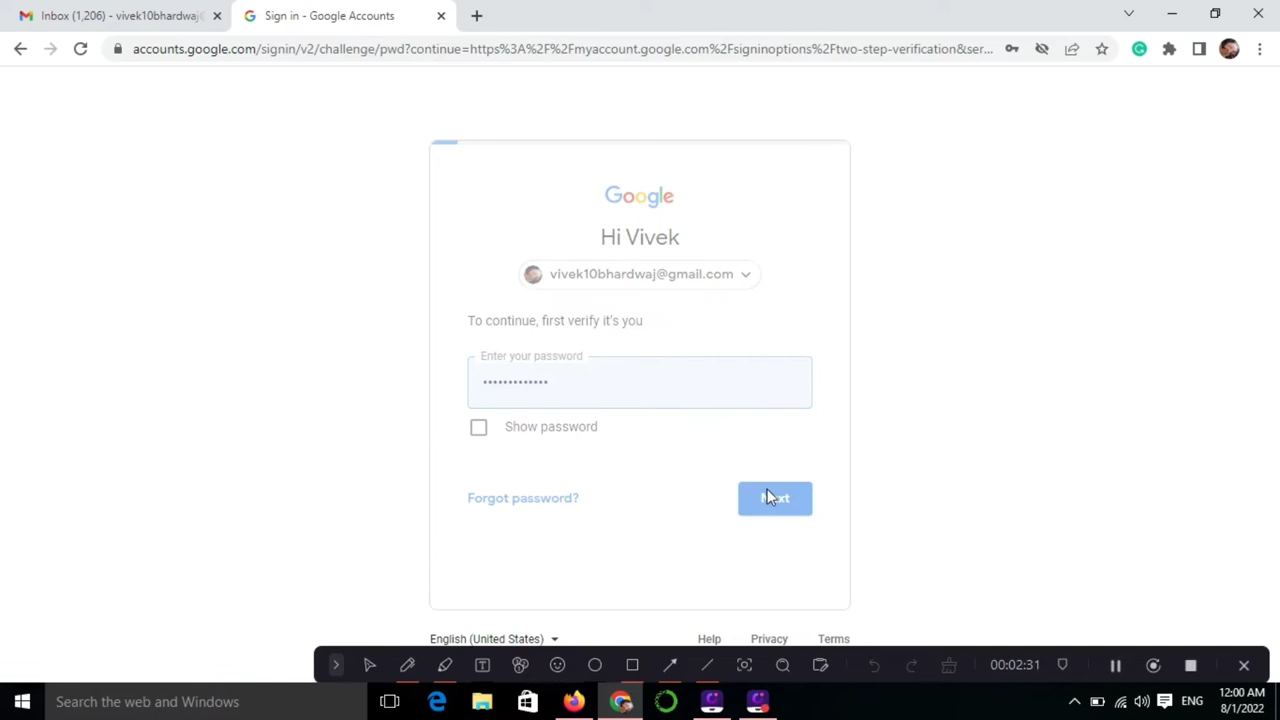 Inbox (1,206) - vivek10bhardwaj@
Sign in - Google Accounts
accounts.google.com/signin/v2/challenge/pwd?continue=https%3A%2F%2Fmyaccount.google.com%2Fsigninoptions%2Ftwo-step-verification&ser...
Google
Hi Vivek
vivek10bhardwaj@gmail.com
To continue, first verify it's you
Enter your password
•••••••••••••
Show password
Forgot password?
Next
English (United States)
Help
Privacy
Terms
00:02:31
Search the web and Windows
ENG
12:00 AM
8/1/2022